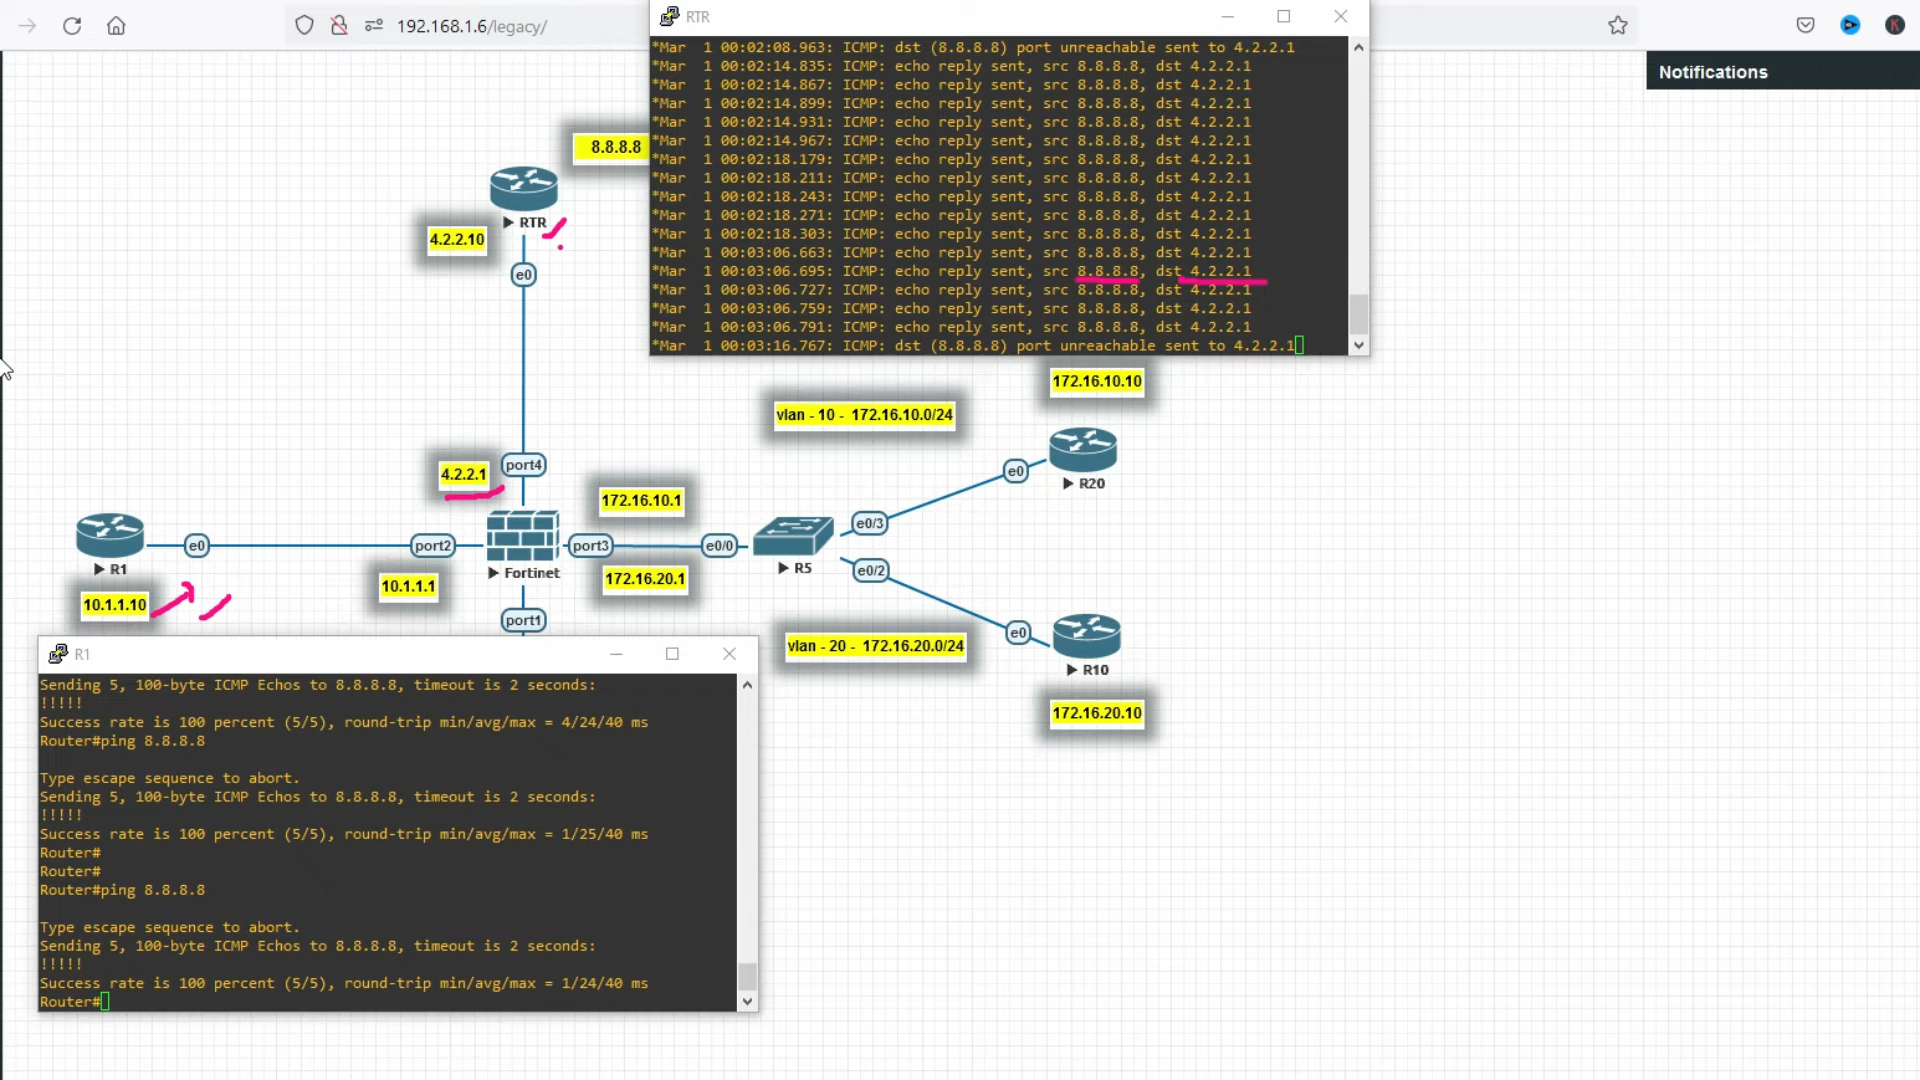 192.168.1.6/legacy/
RTR
Notifications
*Mar  1 00:02:08.963: ICMP: dst (8.8.8.8) port unreachable sent to 4.2.2.1
*Mar  1 00:02:14.835: ICMP: echo reply sent, src 8.8.8.8, dst 4.2.2.1
*Mar  1 00:02:14.867: ICMP: echo reply sent, src 8.8.8.8, dst 4.2.2.1
*Mar  1 00:02:14.899: ICMP: echo reply sent, src 8.8.8.8, dst 4.2.2.1
*Mar  1 00:02:14.931: ICMP: echo reply sent, src 8.8.8.8, dst 4.2.2.1
*Mar  1 00:02:14.967: ICMP: echo reply sent, src 8.8.8.8, dst 4.2.2.1
*Mar  1 00:02:18.179: ICMP: echo reply sent, src 8.8.8.8, dst 4.2.2.1
*Mar  1 00:02:18.211: ICMP: echo reply sent, src 8.8.8.8, dst 4.2.2.1
*Mar  1 00:02:18.243: ICMP: echo reply sent, src 8.8.8.8, dst 4.2.2.1
*Mar  1 00:02:18.271: ICMP: echo reply sent, src 8.8.8.8, dst 4.2.2.1
*Mar  1 00:02:18.303: ICMP: echo reply sent, src 8.8.8.8, dst 4.2.2.1
*Mar  1 00:03:06.663: ICMP: echo reply sent, src 8.8.8.8, dst 4.2.2.1
*Mar  1 00:03:06.695: ICMP: echo reply sent, src 8.8.8.8, dst 4.2.2.1
*Mar  1 00:03:06.727: ICMP: echo reply sent, src 8.8.8.8, dst 4.2.2.1
*Mar  1 00:03:06.759: ICMP: echo reply sent, src 8.8.8.8, dst 4.2.2.1
*Mar  1 00:03:06.791: ICMP: echo reply sent, src 8.8.8.8, dst 4.2.2.1
*Mar  1 00:03:16.767: ICMP: dst (8.8.8.8) port unreachable sent to 4.2.2.1
K
8.8.8.8
RTR
4.2.2.10
e0
172.16.10.10
vlan - 10 - 172.16.10.0/24
4.2.2.1
port4
e0
R20
172.16.10.1
e0/3
e0
port2
port3
e0/0
R1
Fortinet
R5
e0/2
10.1.1.10
10.1.1.1
172.16.20.1
port1
e0
vlan - 20 - 172.16.20.0/24
R10
172.16.20.10
R1
Sending 5, 100-byte ICMP Echos to 8.8.8.8, timeout is 2 seconds:
!!!!!
Success rate is 100 percent (5/5), round-trip min/avg/max = 4/24/40 ms
Router#ping 8.8.8.8
Type escape sequence to abort.
Sending 5, 100-byte ICMP Echos to 8.8.8.8, timeout is 2 seconds:
!!!!!
Success rate is 100 percent (5/5), round-trip min/avg/max = 1/25/40 ms
Router#
Router#
Router#ping 8.8.8.8
Type escape sequence to abort.
Sending 5, 100-byte ICMP Echos to 8.8.8.8, timeout is 2 seconds:
!!!!!
Success rate is 100 percent (5/5), round-trip min/avg/max = 1/24/40 ms
Router#